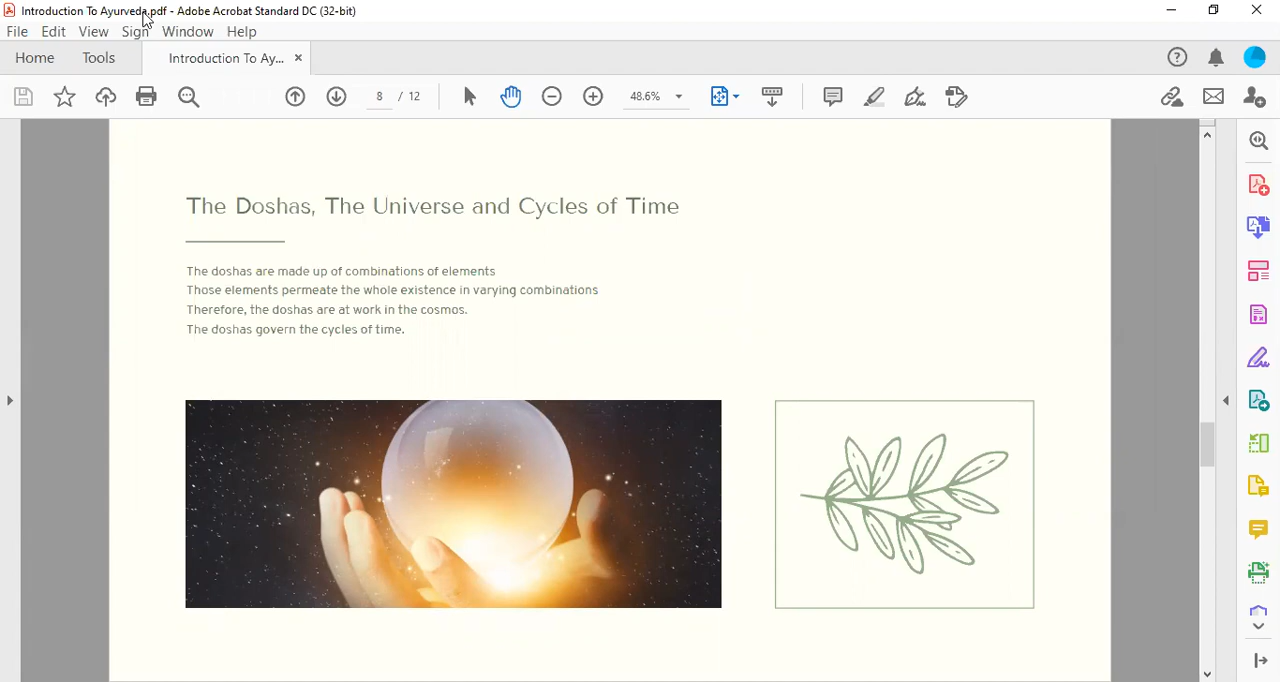 Introduction To Ayurveda.pdf - Adobe Acrobat Standard DC (32-bit)
File Edit View Sign Window Help
Home Tools Introduction To Ay... ×
8 / 12 48.6%
The Doshas, The Universe and Cycles of Time
The doshas are made up of combinations of elements
Those elements permeate the whole existence in varying combinations
Therefore, the doshas are at work in the cosmos.
The doshas govern the cycles of time.